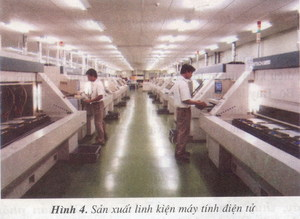 Hình 4. Sản xuất linh kiện máy tính điện tử